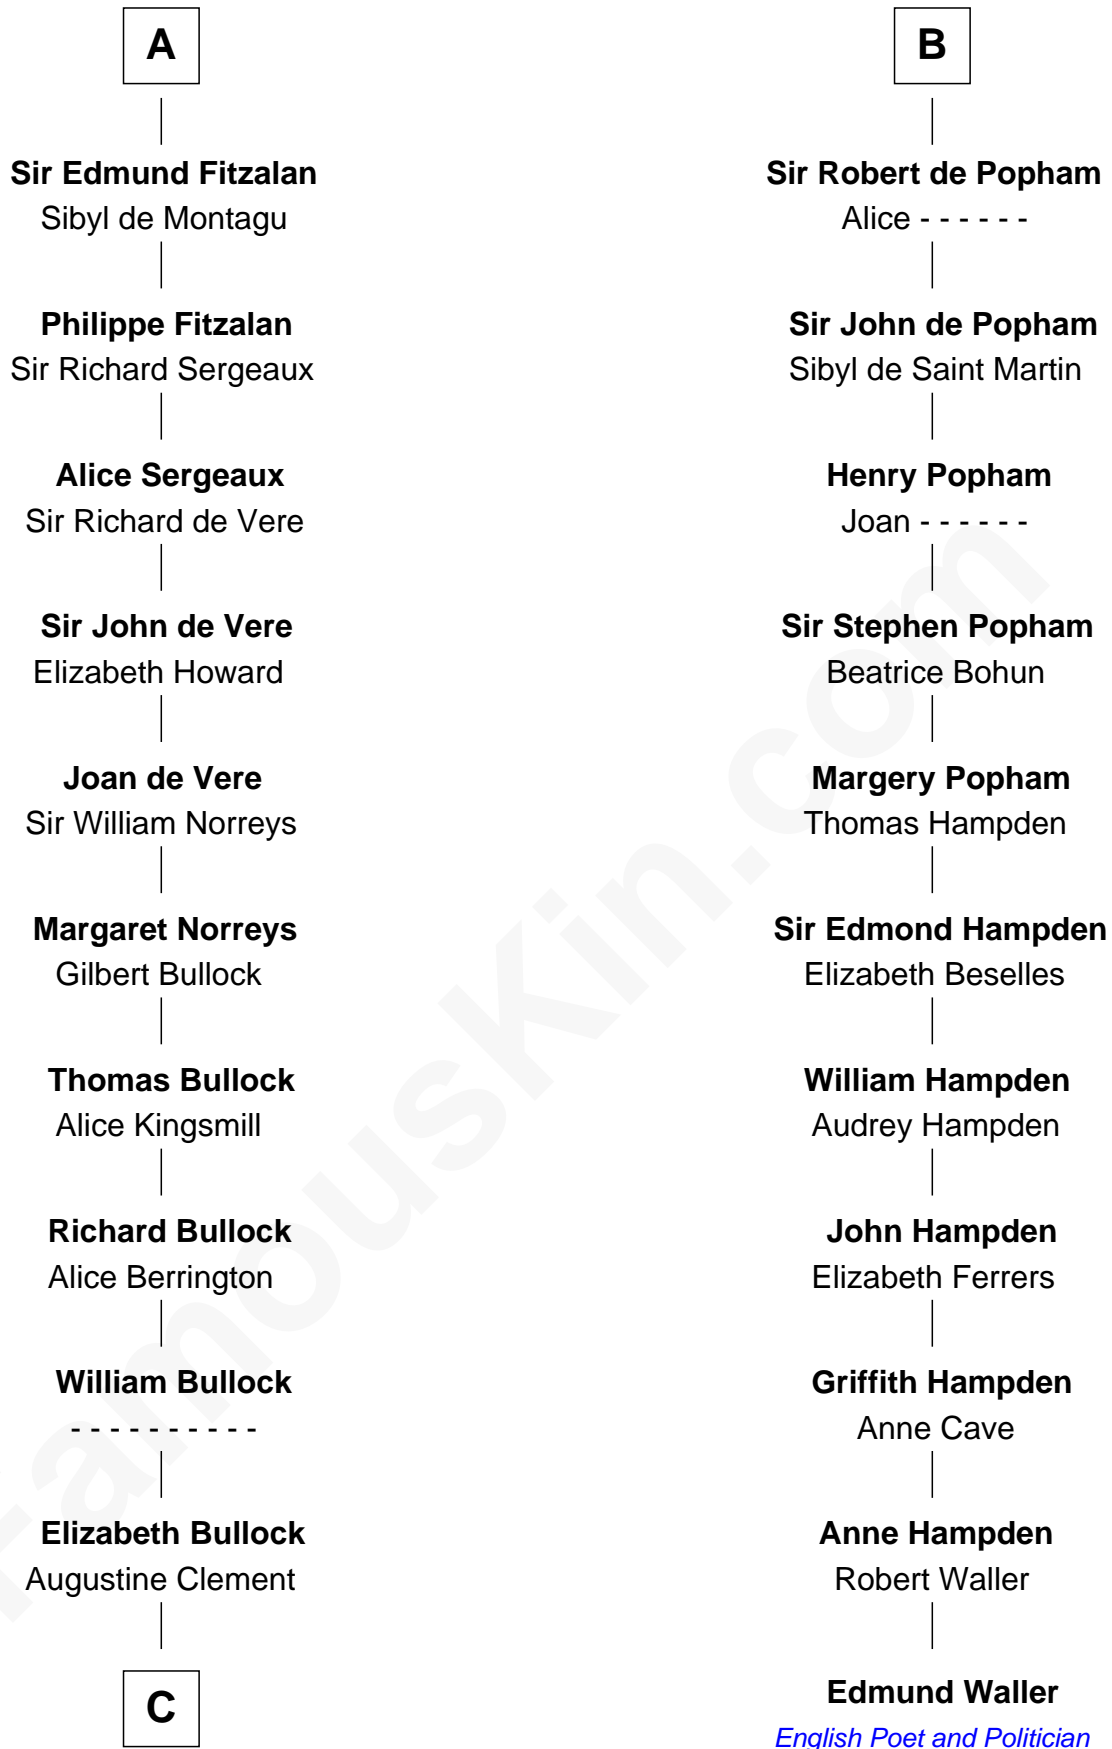 A
Sir Edmund Fitzalan
Sibyl de Montagu
Philippe Fitzalan
Sir Richard Sergeaux
Alice Sergeaux
Sir Richard de Vere
Sir John de Vere
Elizabeth Howard
Joan de Vere
Sir William Norreys
Margaret Norreys
Gilbert Bullock
Thomas Bullock
Alice Kingsmill
Richard Bullock
Alice Berrington
William Bullock
- - - - - - - - - -
Elizabeth Bullock
Augustine Clement
C
B
Sir Robert de Popham
Alice - - - - - -
Sir John de Popham
Sibyl de Saint Martin
Henry Popham
Joan - - - - - -
Sir Stephen Popham
Beatrice Bohun
Margery Popham
Thomas Hampden
Sir Edmond Hampden
Elizabeth Beselles
William Hampden
Audrey Hampden
John Hampden
Elizabeth Ferrers
Griffith Hampden
Anne Cave
Anne Hampden
Robert Waller
Edmund Waller
English Poet and Politician
FamousKin.com